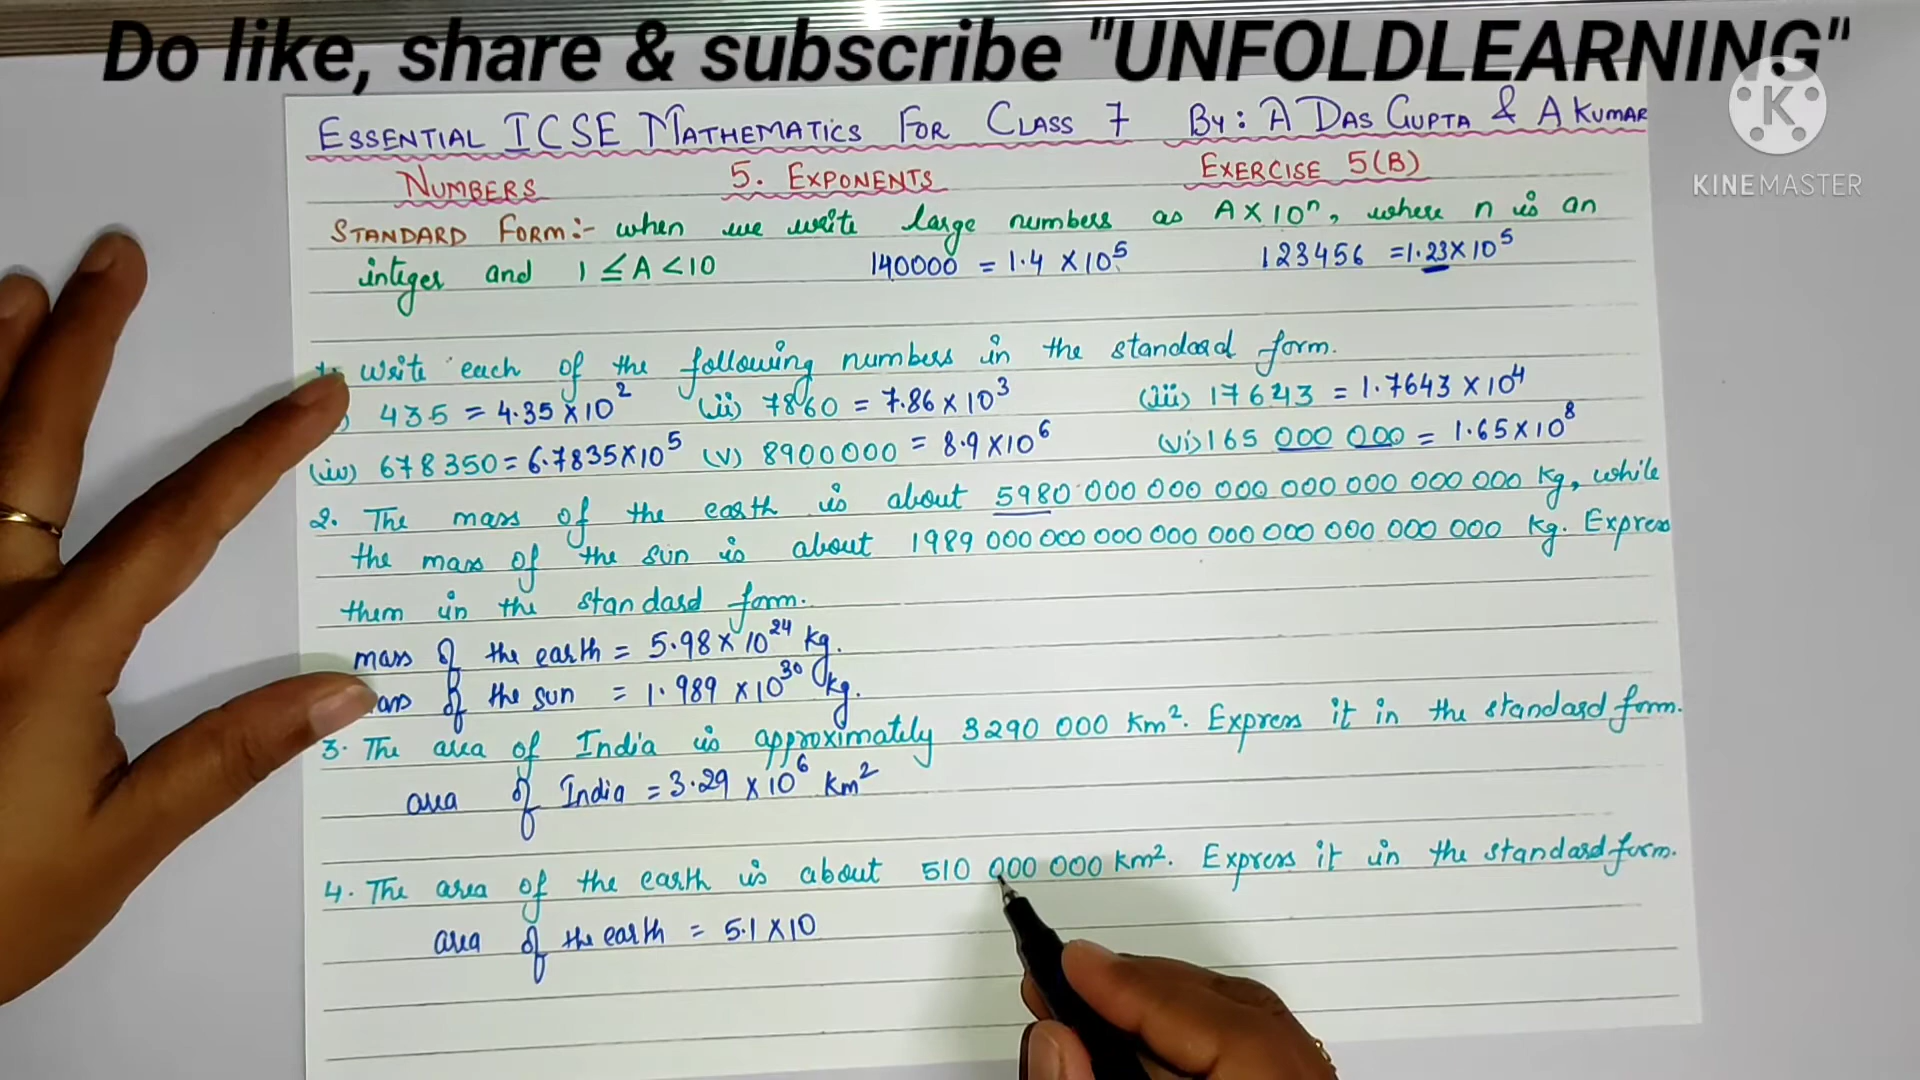 Do like, share & subscribe "UNFOLDLEARNING"
K
KINEMASTER
ESSENTIAL ICSE MATHEMATICS FOR CLASS 7 BY: A DAS GUPTA & A KUMAR
NUMBERS 5. EXPONENTS EXERCISE 5(B)
STANDARD FORM:- when we write large numbers as A×10ⁿ, where n is an
integer and 1 ≤ A < 10 140000 = 1.4 × 10⁵ 123456 = 1.23 × 10⁵
write each of the following numbers in the standard form.
435 = 4.35 × 10² (ii) 7860 = 7.86 × 10³ (iii) 17643 = 1.7643 × 10⁴
(iv) 678350 = 6.7835 × 10⁵ (v) 8900000 = 8.9 × 10⁶ (vi) 165 000 000 = 1.65 × 10⁸
2. The mass of the earth is about 5980 000 000 000 000 000 000 000 kg, while
the mass of the sun is about 1989 000 000 000 000 000 000 000 000 000 kg. Express
them in the standard form.
mass of the earth = 5.98 × 10²⁴ kg.
of the sun = 1.989 × 10³⁰ kg.
3. The area of India is approximately 3290 000 km². Express it in the standard form.
area of India = 3.29 × 10⁶ km²
4. The area of the earth is about 510 000 000 km². Express it in the standard form.
area of the earth = 5.1 × 10